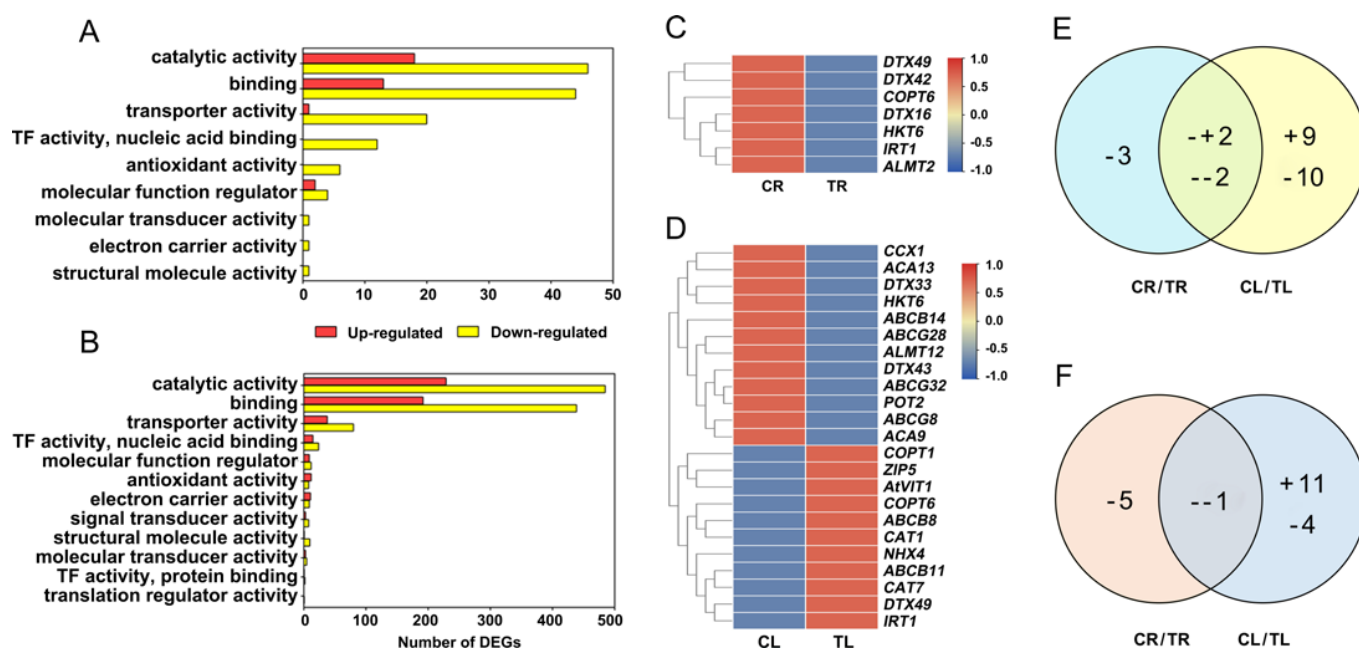 A
catalytic activity
binding
transporter activity
TF activity, nucleic acid binding
antioxidant activity
molecular function regulator
molecular transducer activity
electron carrier activity
structural molecule activity
0 10 20 30 40 50
Up-regulated Down-regulated
B
catalytic activity
binding
transporter activity
TF activity, nucleic acid binding
molecular function regulator
antioxidant activity
electron carrier activity
signal transducer activity
structural molecule activity
molecular transducer activity
TF activity, protein binding
translation regulator activity
0 100 200 300 400 500
Number of DEGs
C
DTX49
DTX42
COPT6
DTX16
HKT6
IRT1
ALMT2
CR TR
1.0
0.5
0.0
-0.5
-1.0
D
CCX1
ACA13
DTX33
HKT6
ABCB14
ABCG28
ALMT12
DTX43
ABCG32
POT2
ABCG8
ACA9
COPT1
ZIP5
AtVIT1
COPT6
ABCB8
CAT1
NHX4
ABCB11
CAT7
DTX49
IRT1
CL TL
1.0
0.5
0.0
-0.5
-1.0
E
-3
-+2
--2
+9
-10
CR/TR CL/TL
F
-5
--1
+11
-4
CR/TR CL/TL